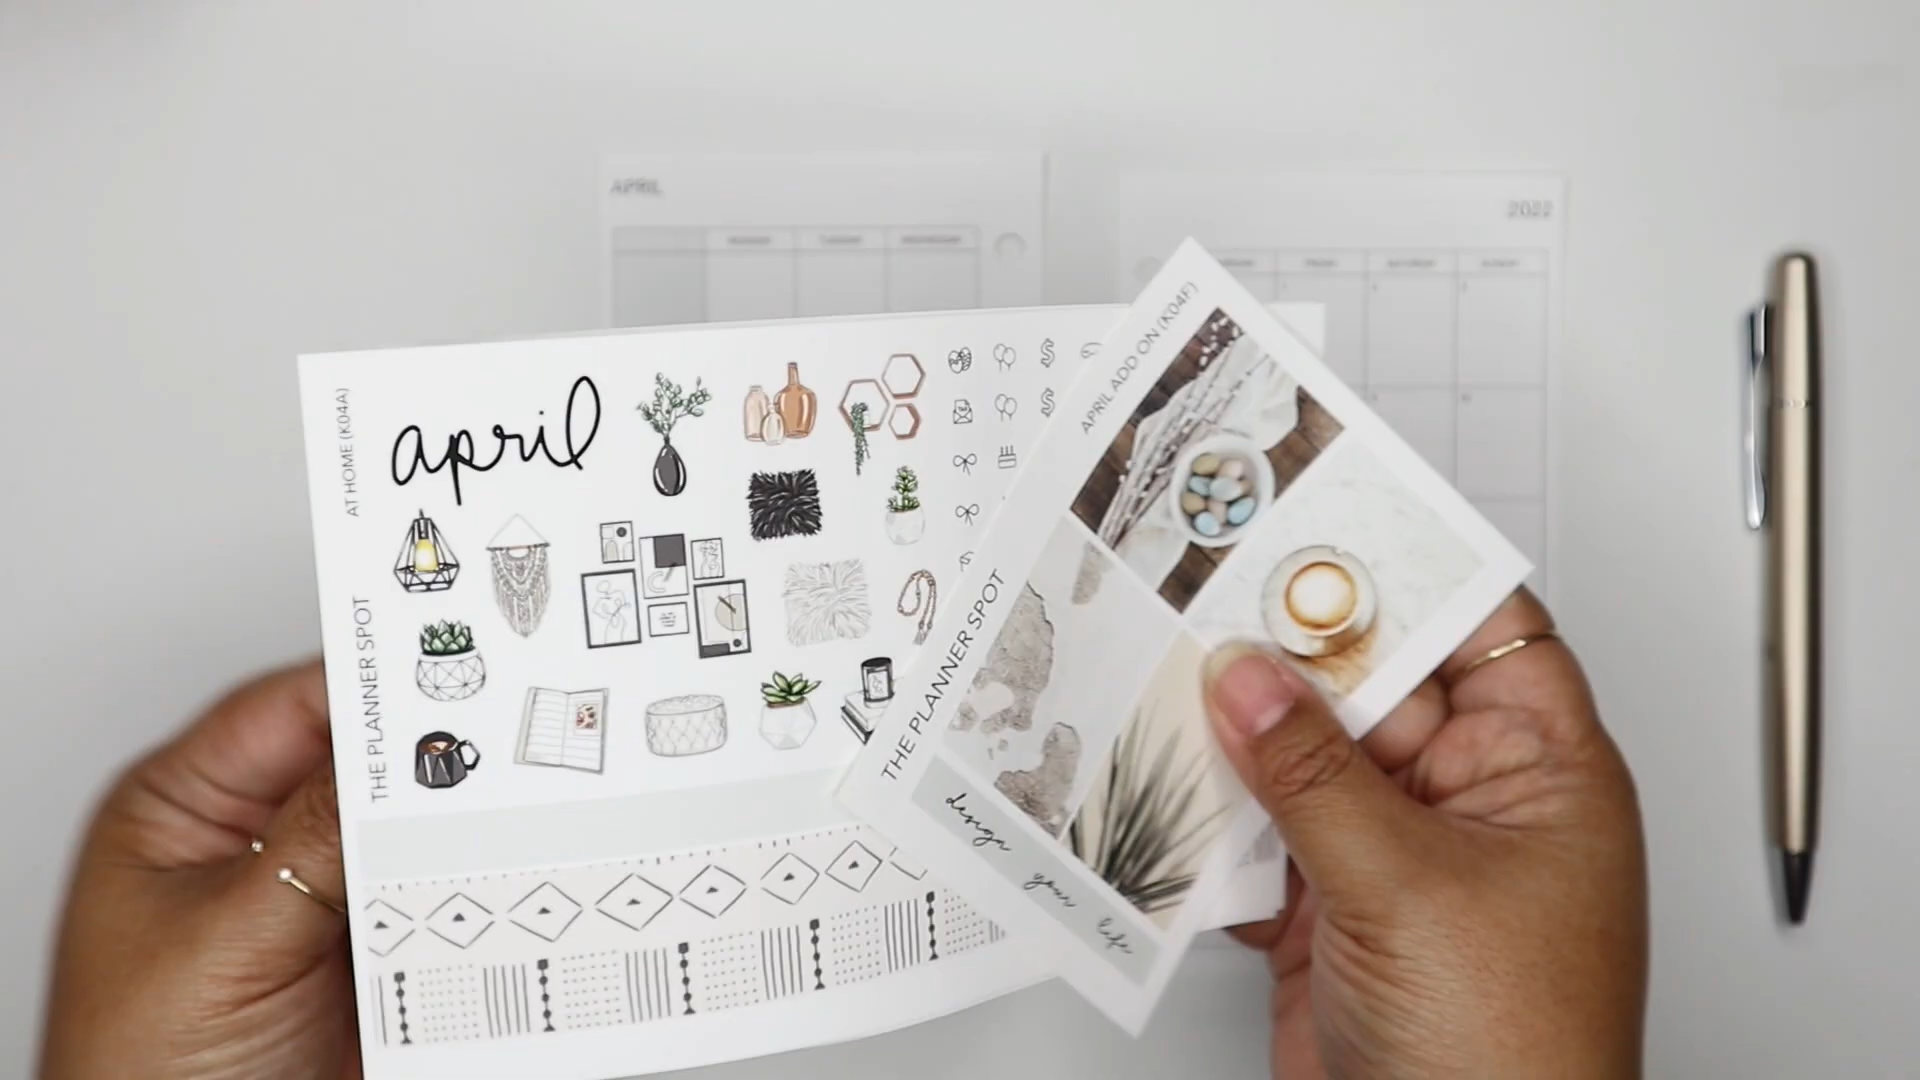 APRIL
2022
AT HOME (K04A)
THE PLANNER SPOT
april
APRIL ADD ON (K04F)
THE PLANNER SPOT
design your life